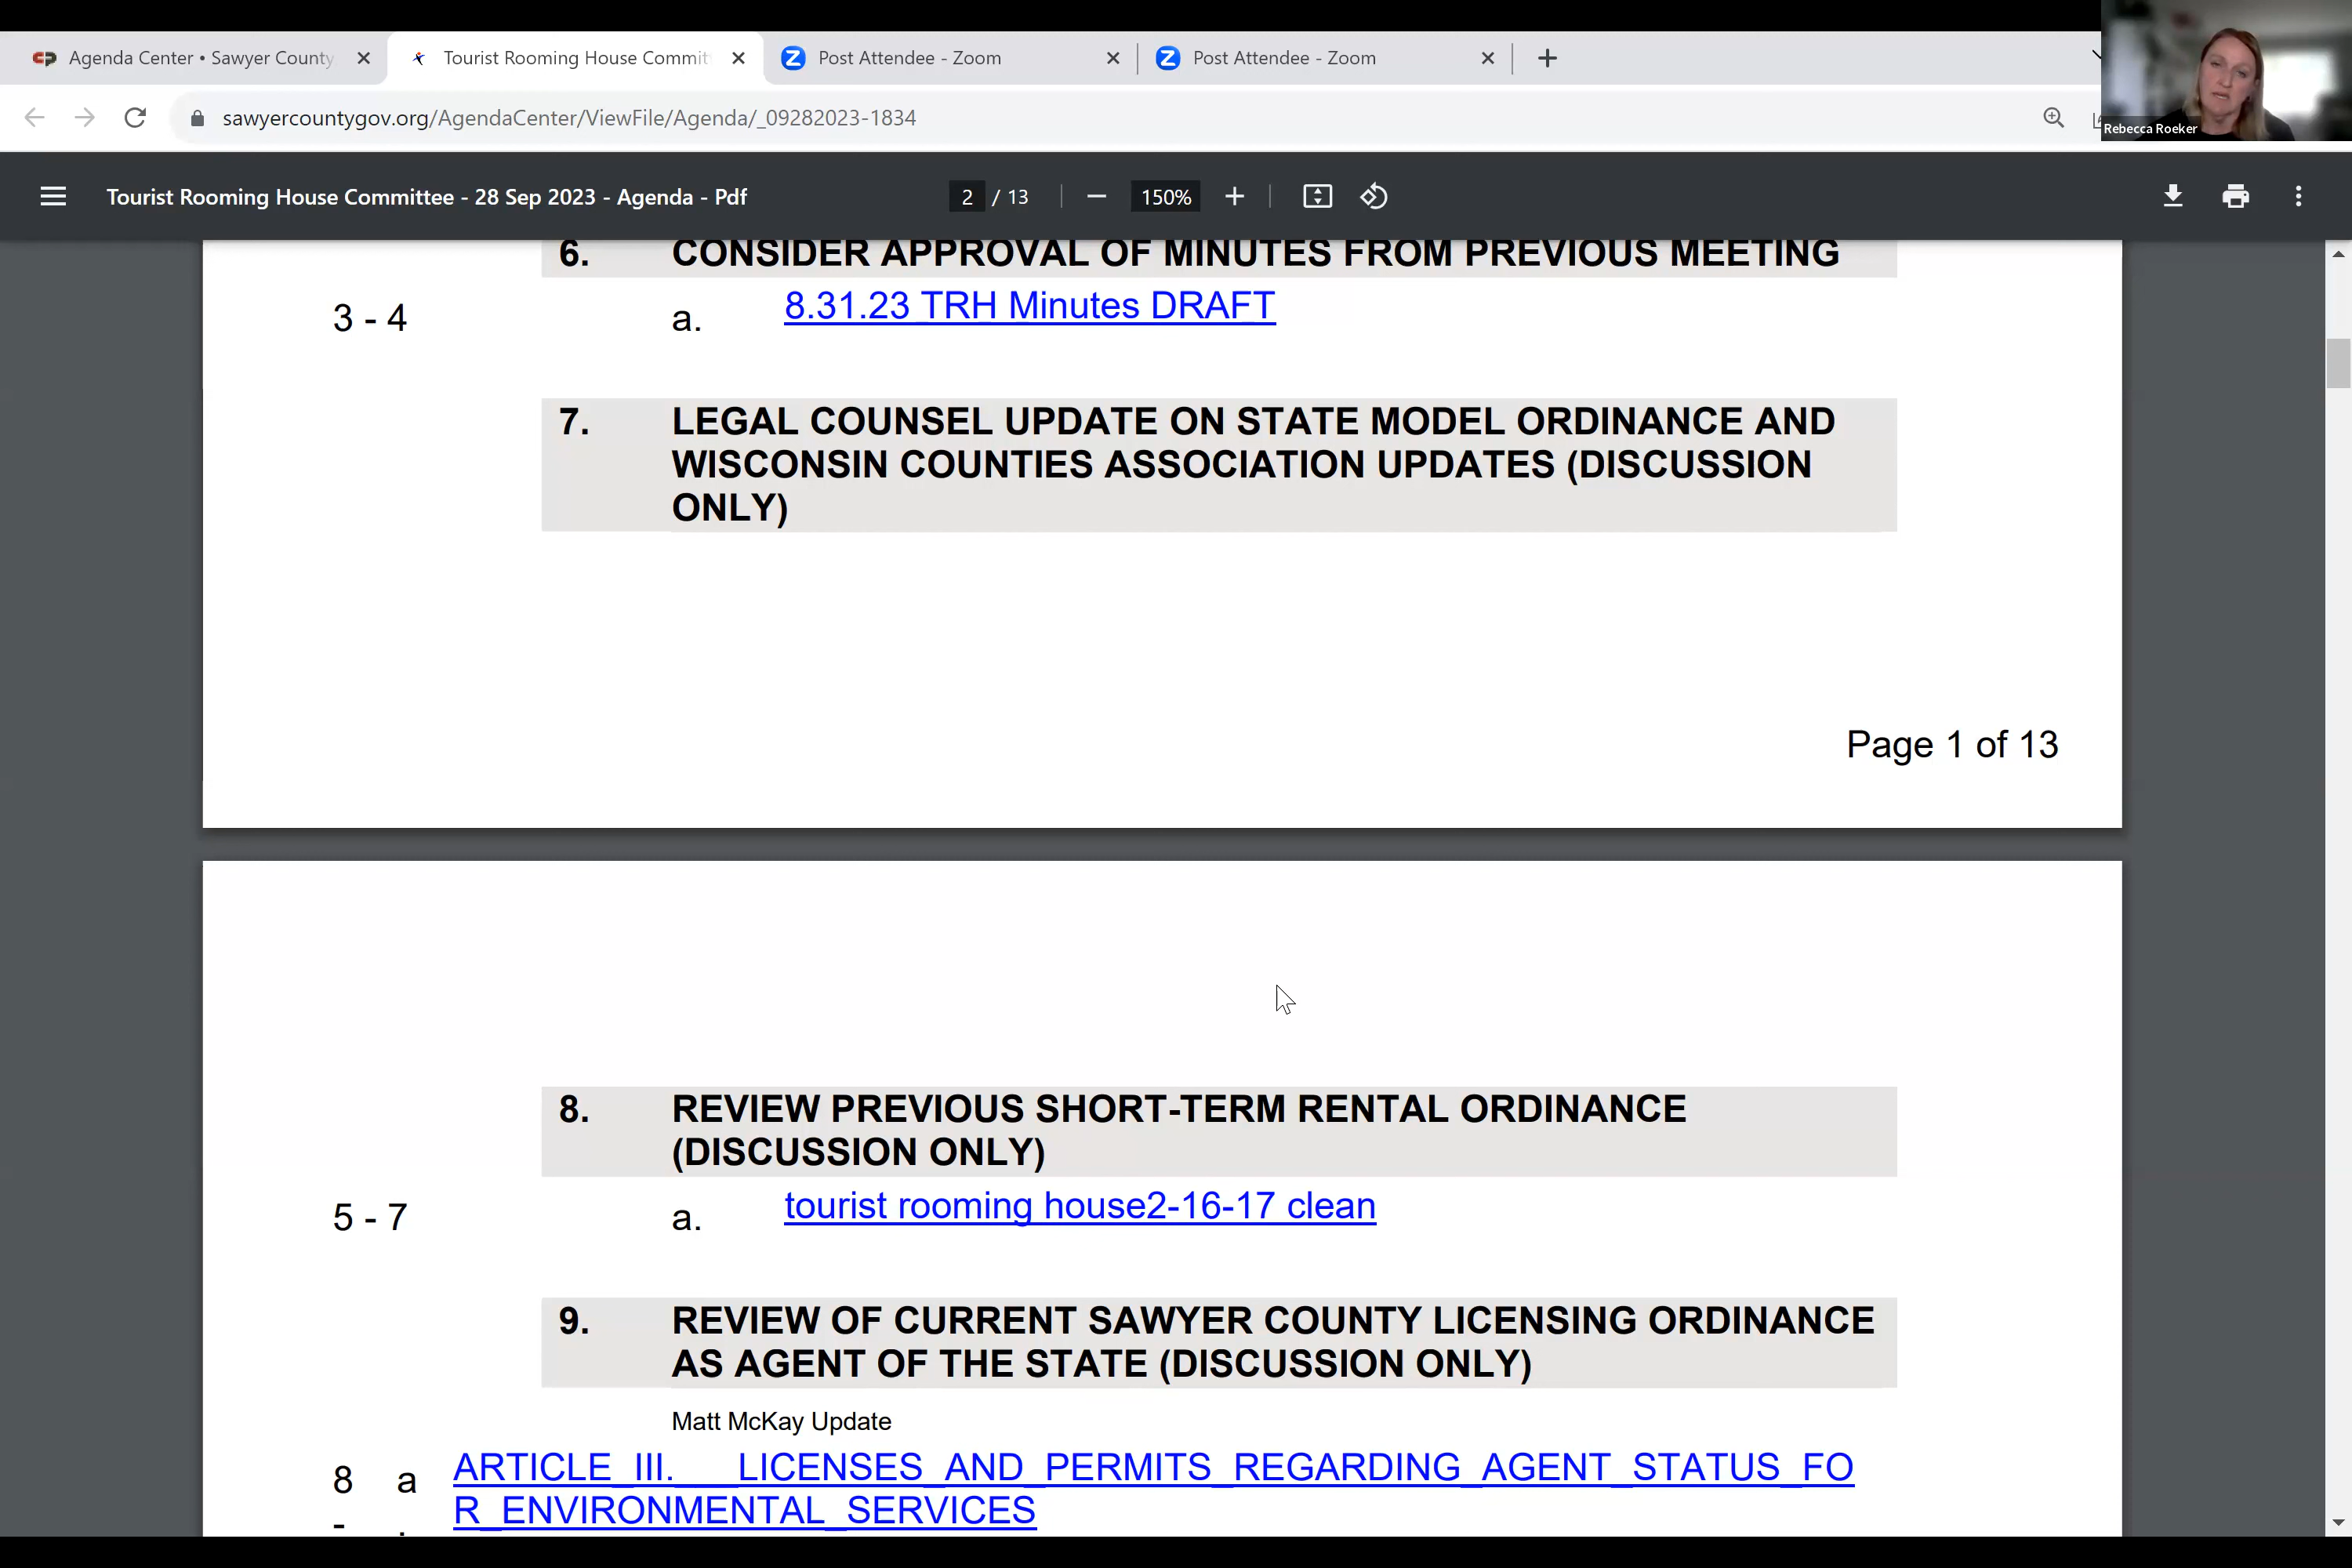 Agenda Center • Sawyer County
Tourist Rooming House Commit
Post Attendee - Zoom
Post Attendee - Zoom
sawyercountygov.org/AgendaCenter/ViewFile/Agenda/_09282023-1834
Rebecca Roeker
Tourist Rooming House Committee - 28 Sep 2023 - Agenda - Pdf
2 / 13
150%
6. CONSIDER APPROVAL OF MINUTES FROM PREVIOUS MEETING
3 - 4 a. 8.31.23 TRH Minutes DRAFT
7. LEGAL COUNSEL UPDATE ON STATE MODEL ORDINANCE AND
WISCONSIN COUNTIES ASSOCIATION UPDATES (DISCUSSION
ONLY)
Page 1 of 13
8. REVIEW PREVIOUS SHORT-TERM RENTAL ORDINANCE
(DISCUSSION ONLY)
5 - 7 a. tourist rooming house2-16-17 clean
9. REVIEW OF CURRENT SAWYER COUNTY LICENSING ORDINANCE
AS AGENT OF THE STATE (DISCUSSION ONLY)
Matt McKay Update
8 a ARTICLE_III.___LICENSES_AND_PERMITS_REGARDING_AGENT_STATUS_FO
- . R_ENVIRONMENTAL_SERVICES